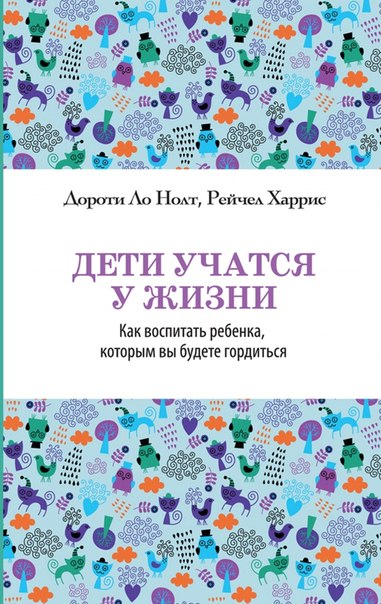 Дороти Ло Нолт, Рейчел Харрис
ДЕТИ УЧАТСЯ
У ЖИЗНИ
Как воспитать ребенка,
которым вы будете гордиться